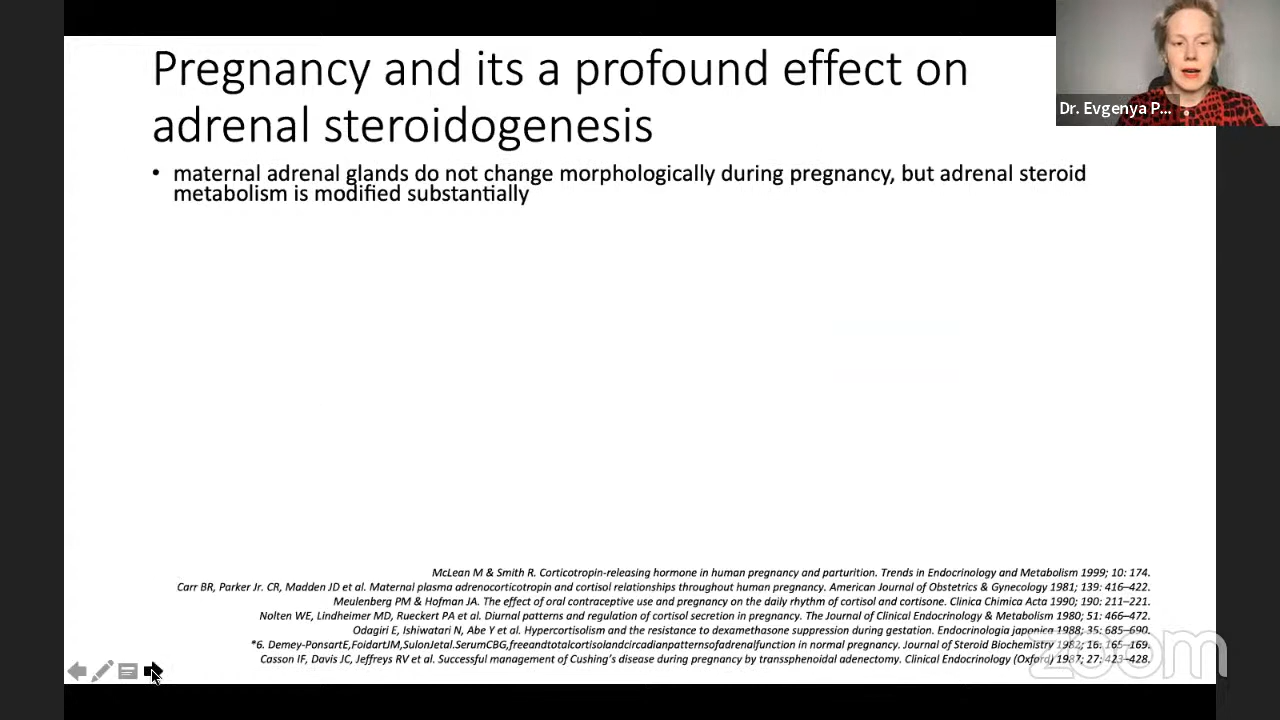 Pregnancy and its a profound effect on
adrenal steroidogenesis
Dr. Evgenya P...
• maternal adrenal glands do not change morphologically during pregnancy, but adrenal steroid
metabolism is modified substantially
McLean M & Smith R. Corticotropin-releasing hormone in human pregnancy and parturition. Trends in Endocrinology and Metabolism 1999; 10: 174.
Carr BR, Parker Jr. CR, Madden JD et al. Maternal plasma adrenocorticotropin and cortisol relationships throughout human pregnancy. American Journal of Obstetrics & Gynecology 1981; 139: 416–422.
Meulenberg PM & Hofman JA. The effect of oral contraceptive use and pregnancy on the daily rhythm of cortisol and cortisone. Clinica Chimica Acta 1990; 190: 211–221.
Nolten WE, Lindheimer MD, Rueckert PA et al. Diurnal patterns and regulation of cortisol secretion in pregnancy. The Journal of Clinical Endocrinology & Metabolism 1980; 51: 466–472.
Odagiri E, Ishiwatari N, Abe Y et al. Hypercortisolism and the resistance to dexamethasone suppression during gestation. Endocrinologia japonica 1988; 35: 685–690.
*6. Demey-PonsartE,FoidartJM,SulonJetal.SerumCBG,freeandtotalcortisolandcircadianpatternsofadrenalfunction in normal pregnancy. Journal of Steroid Biochemistry 1982; 16: 165–169.
Casson IF, Davis JC, Jeffreys RV et al. Successful management of Cushing's disease during pregnancy by transsphenoidal adenectomy. Clinical Endocrinology (Oxford) 1987; 27: 423–428.
zoom